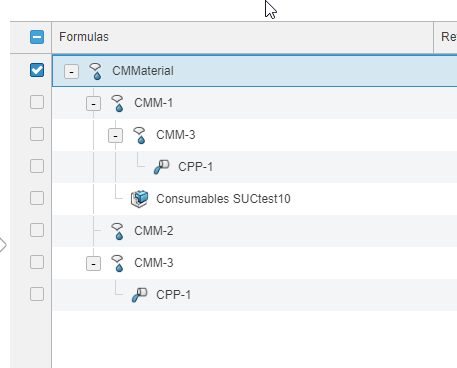 Formulas Re
CMMaterial
CMM-1
CMM-3
CPP-1
Consumables SUCtest10
CMM-2
CMM-3
CPP-1